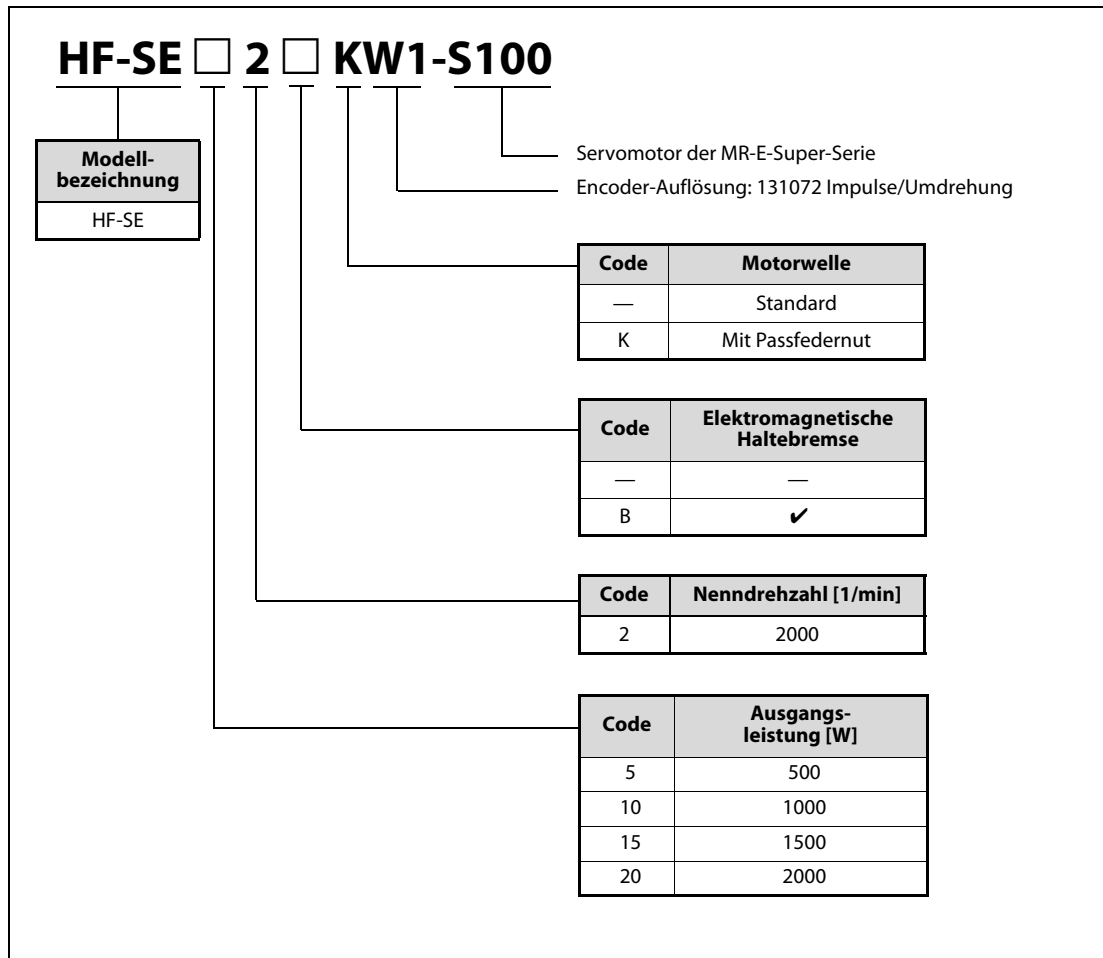 HF-SE □ 2 □ KW1-S100
Modell-
bezeichnung
HF-SE
Servomotor der MR-E-Super-Serie
Encoder-Auflösung: 131072 Impulse/Umdrehung
Code Motorwelle
— Standard
K Mit Passfedernut
Code Elektromagnetische
Haltebremse
— —
B ✔
Code Nenndrehzahl [1/min]
2 2000
Code Ausgangs-
leistung [W]
5 500
10 1000
15 1500
20 2000